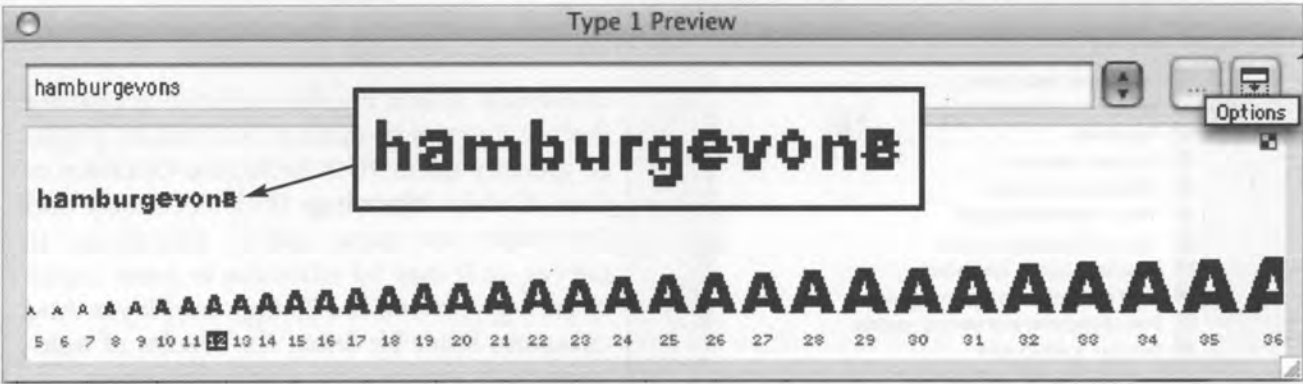 Type 1 Preview
hamburgevons
...
Options
hamburgevons
hamburgevons
A A A A A A A A A A A A A A A A A A A A A A A A A A A A A A A A
5 6 7 8 9 10 11 12 13 14 15 16 17 18 19 20 21 22 23 24 25 26 27 28 29 30 31 32 33 34 35 36